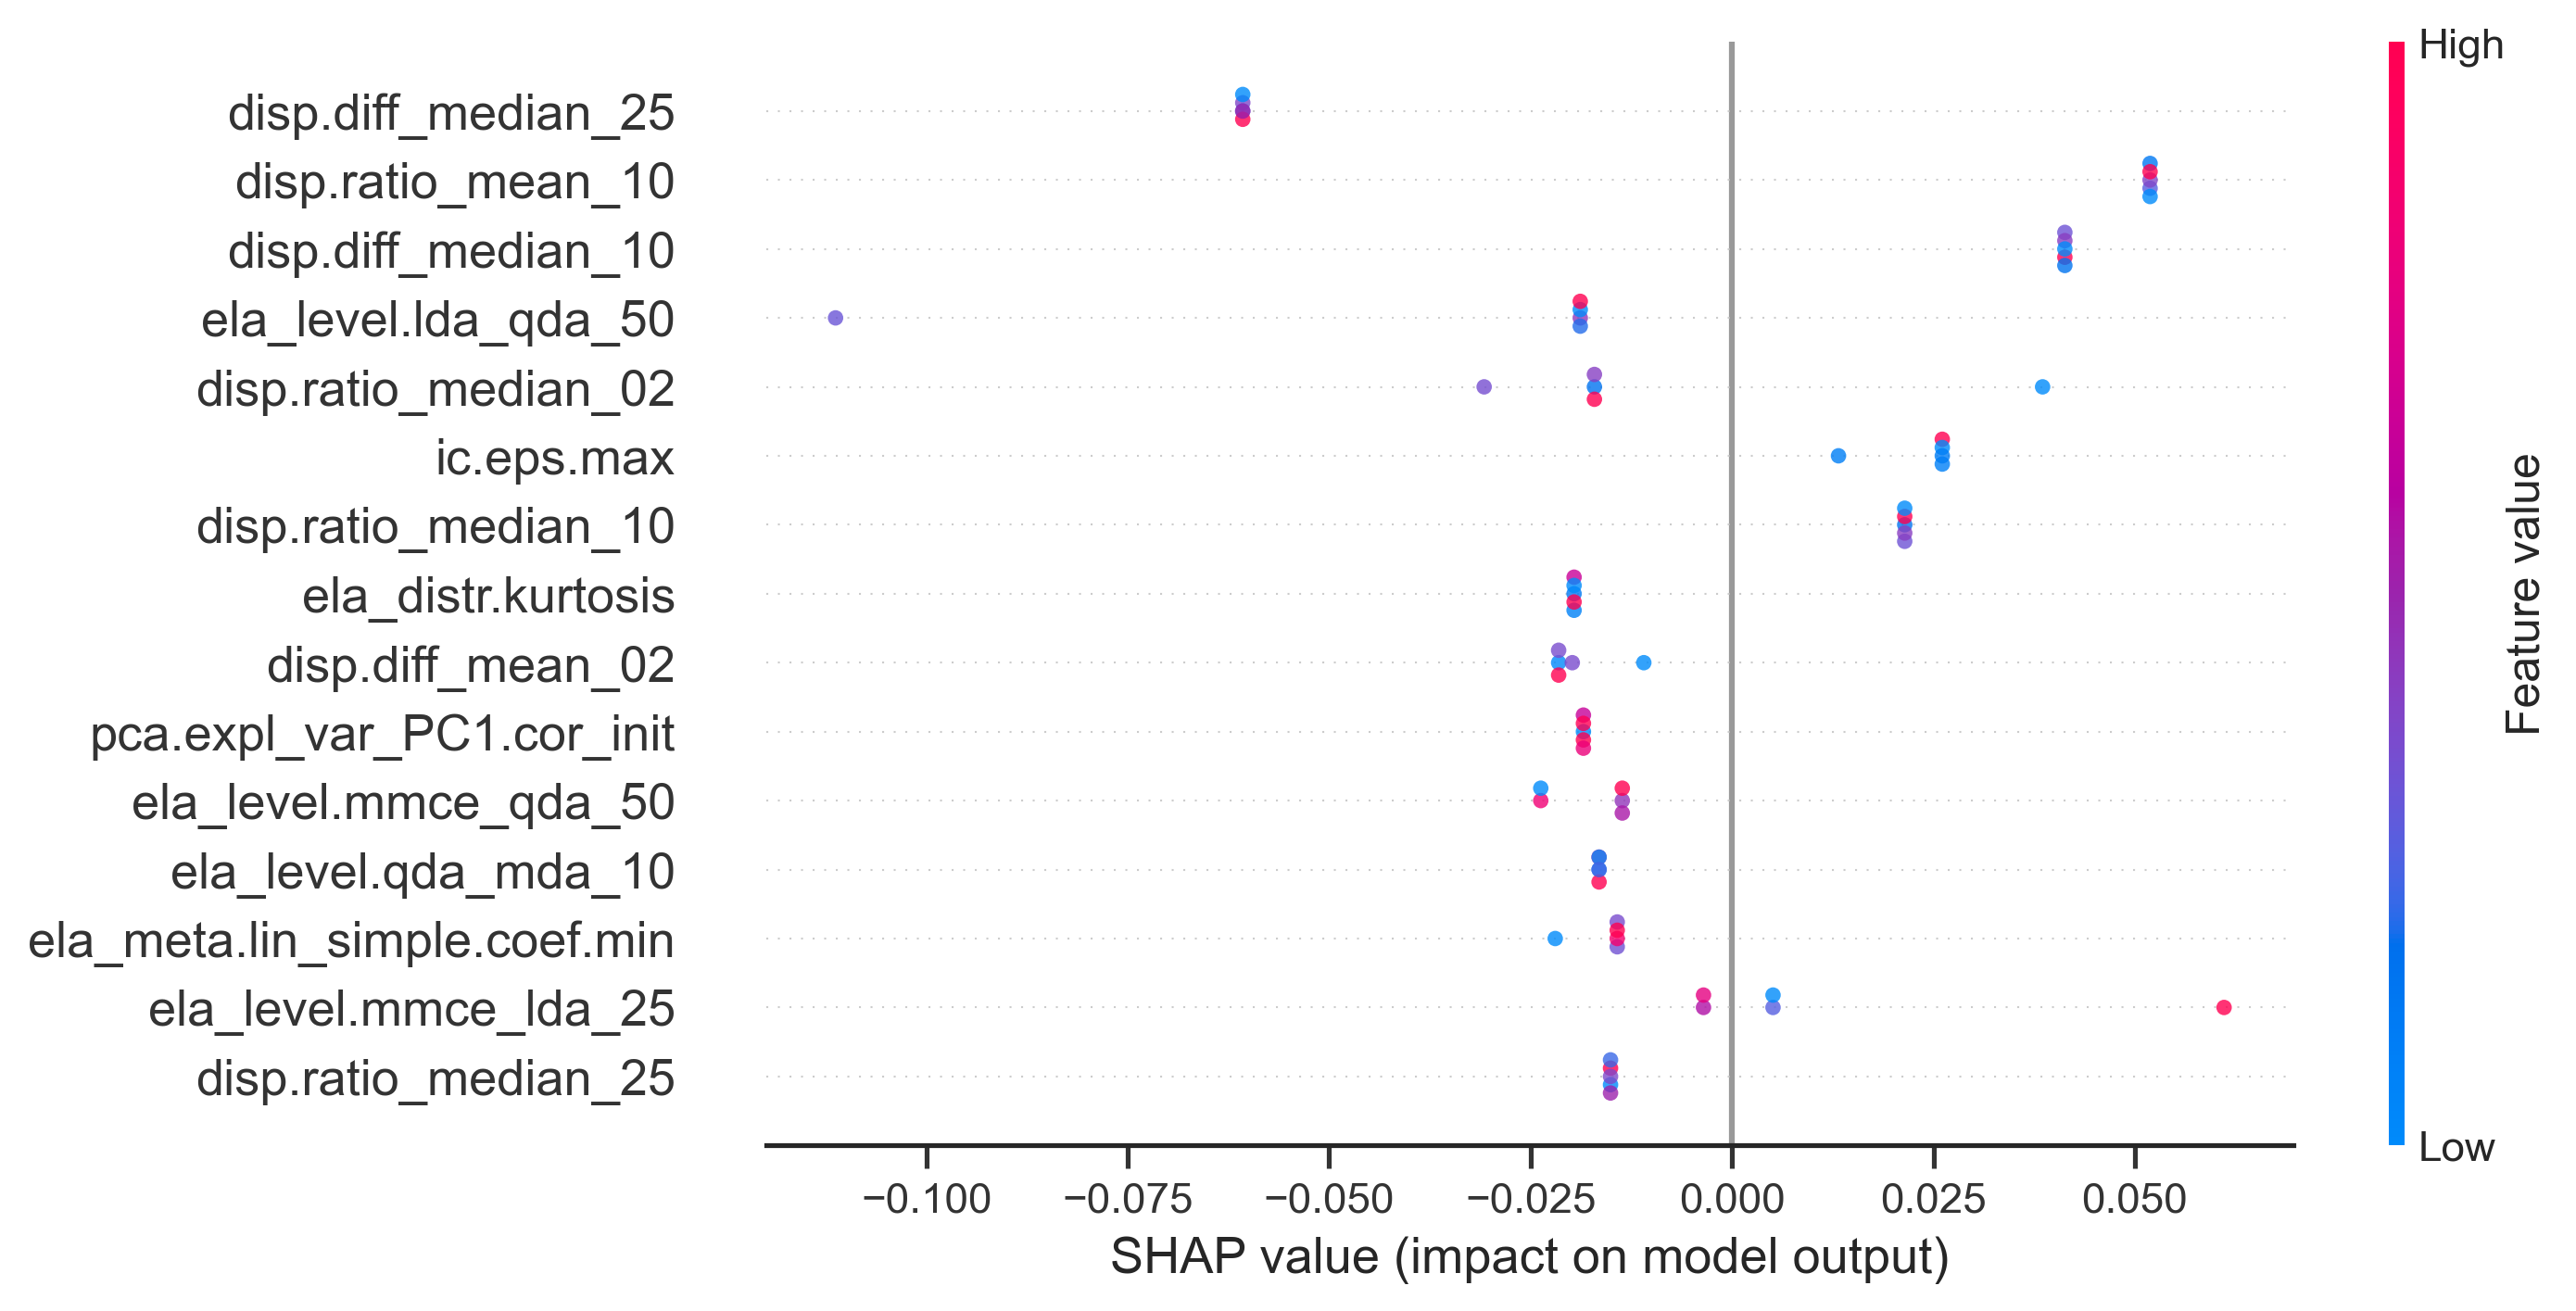 High
disp.diff_median_25
disp.ratio_mean_10
disp.diff_median_10
ela_level.lda_qda_50
disp.ratio_median_02
ic.eps.max
disp.ratio_median_10
ela_distr.kurtosis
disp.diff_mean_02
pca.expl_var_PC1.cor_init
ela_level.mmce_qda_50
ela_level.qda_mda_10
ela_meta.lin_simple.coef.min
ela_level.mmce_lda_25
disp.ratio_median_25
Feature value
Low
−0.100 −0.075 −0.050 −0.025 0.000 0.025 0.050
SHAP value (impact on model output)